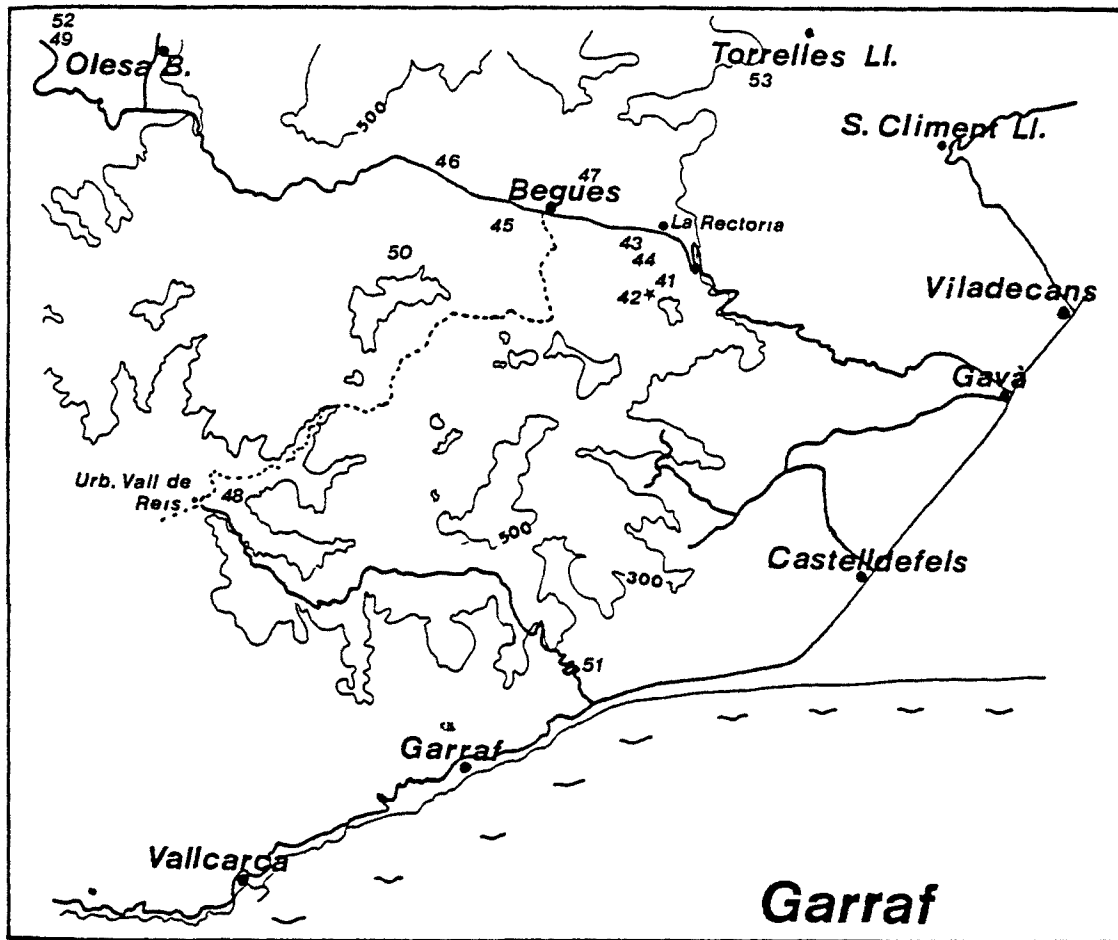 52
49
Olesa B.
Torrelles Ll.
53
500
S. Climent Ll.
46
47
Begues
45
La Rectoria
43
44
50
41
42*
Viladecans
Gavà
Urb. Vall de
Reis
48
500
300
Castelldefels
51
Garraf
Vallcarca
Garraf